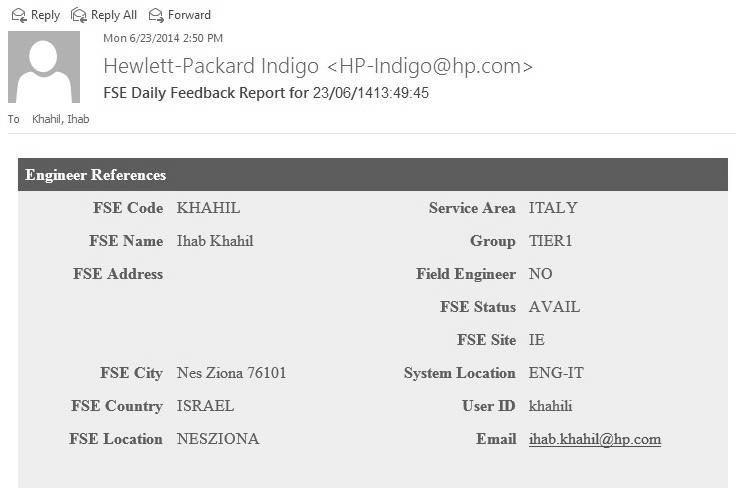 Reply Reply All Forward
Mon 6/23/2014 2:50 PM
Hewlett-Packard Indigo <HP-Indigo@hp.com>
FSE Daily Feedback Report for 23/06/1413:49:45
To Khahil, Ihab
Engineer References
FSE Code KHAHIL Service Area ITALY
FSE Name Ihab Khahil Group TIER1
FSE Address Field Engineer NO
FSE Status AVAIL
FSE Site IE
FSE City Nes Ziona 76101 System Location ENG-IT
FSE Country ISRAEL User ID khahili
FSE Location NESZIONA Email ihab.khahil@hp.com